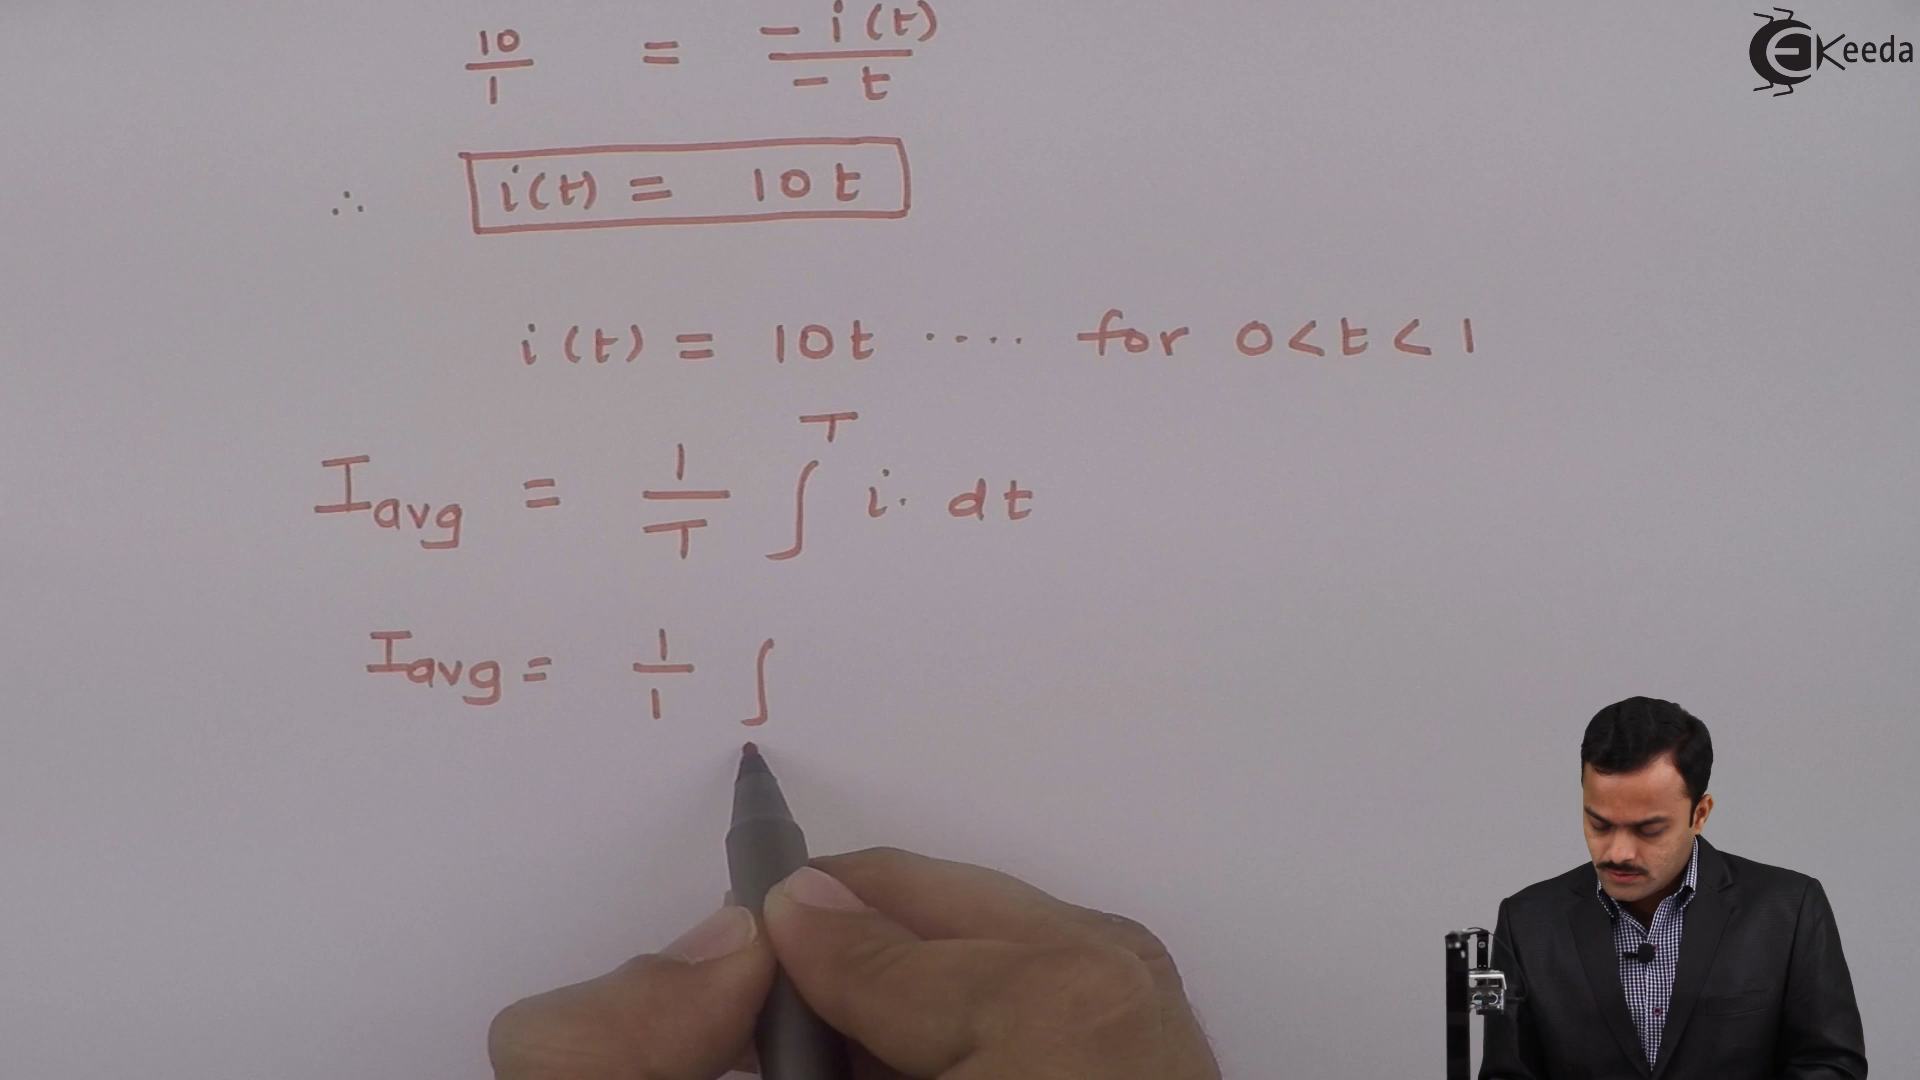 10/1 = - i(t)/- t
Keeda
∴ i(t) = 10t
i(t) = 10t .... for 0<t<1
Iavg = 1/T ∫ T i. dt
Iavg = 1/1 ∫